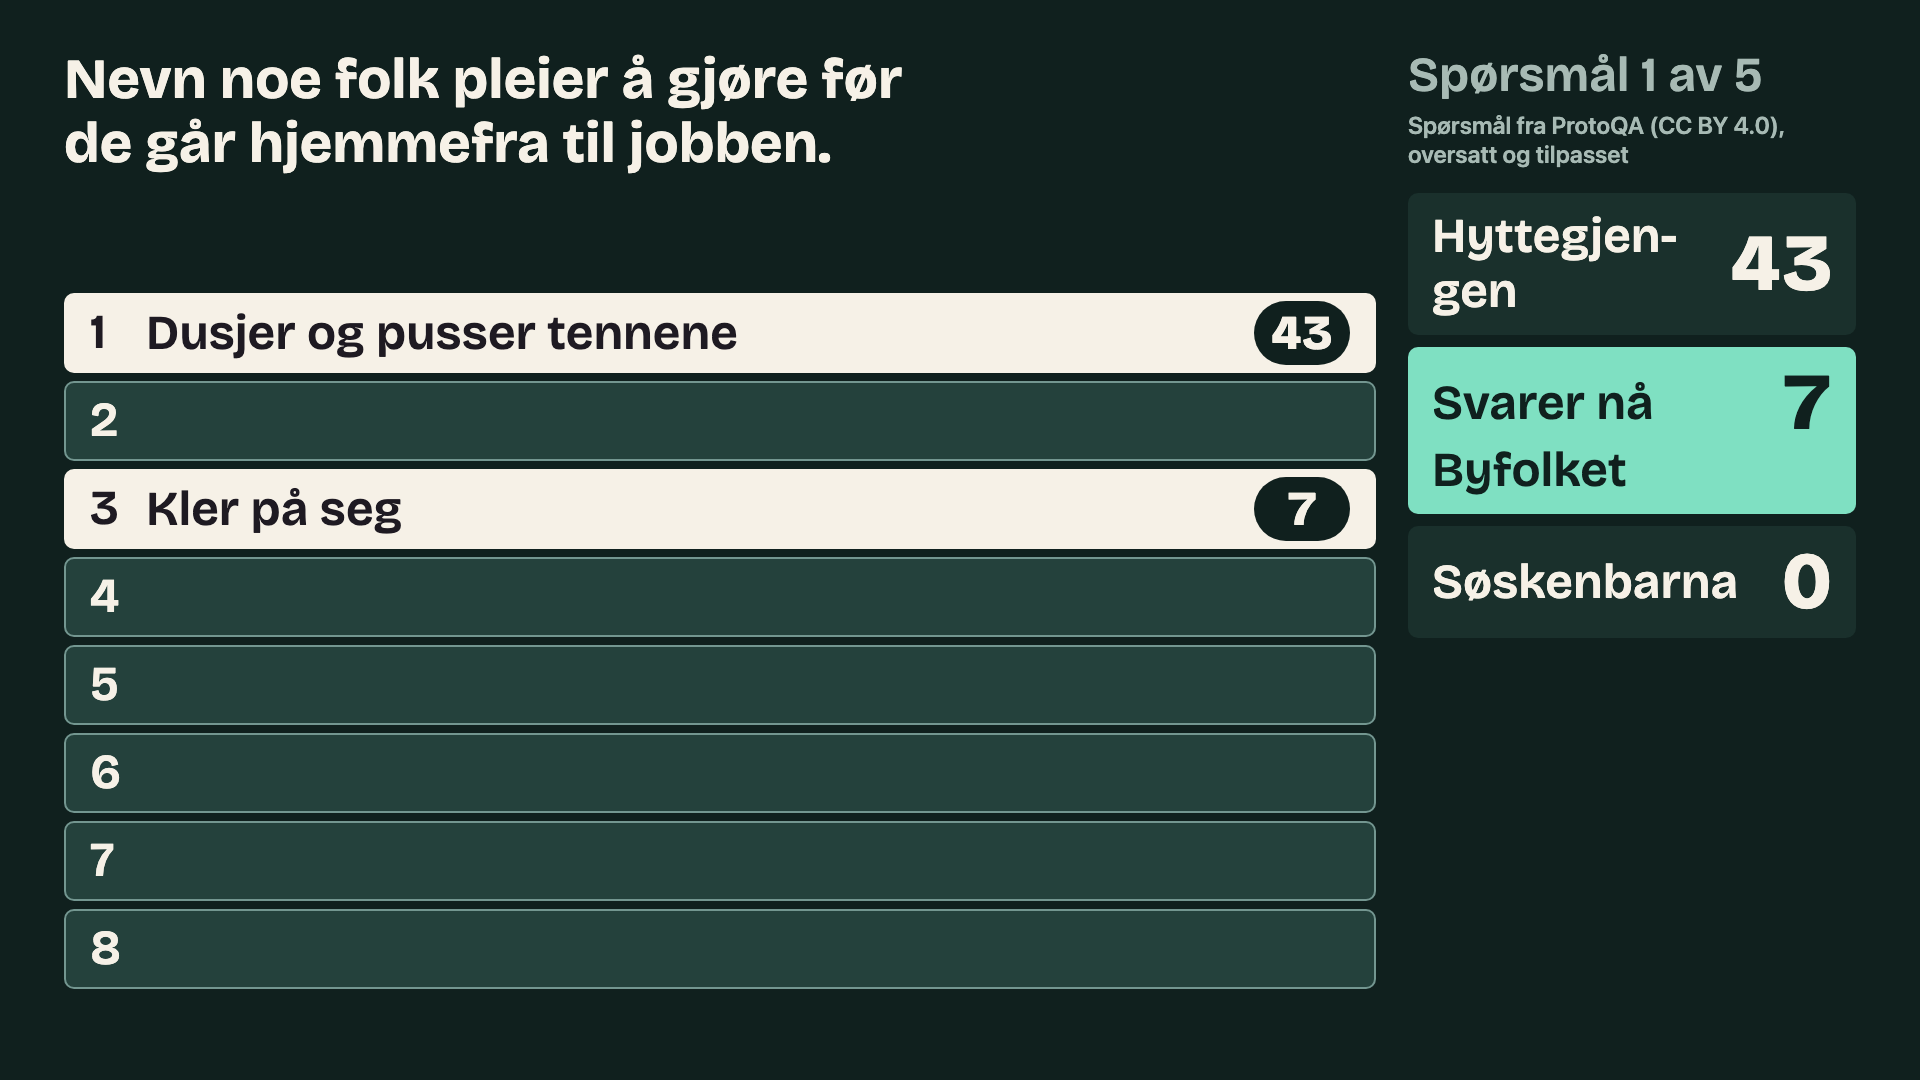 Nevn noe folk pleier å gjøre før
de går hjemmefra til jobben.
1 Dusjer og pusser tennene 43
2
3 Kler på seg 7
4
5
6
7
8
Spørsmål 1 av 5
Spørsmål fra ProtoQA (CC BY 4.0),
oversatt og tilpasset
Hyttegjen-
gen 43
Svarer nå 7
Byfolket
Søskenbarna 0